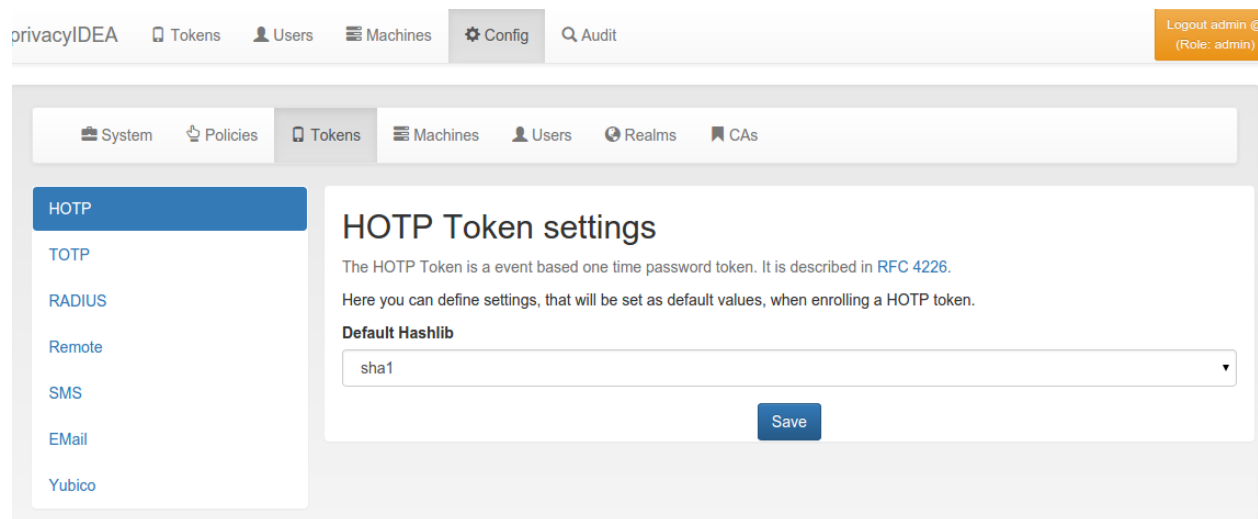 privacyIDEA Tokens Users Machines Config Audit
Logout admin @
(Role: admin)
System Policies Tokens Machines Users Realms CAs
HOTP
TOTP
RADIUS
Remote
SMS
EMail
Yubico
HOTP Token settings
The HOTP Token is a event based one time password token. It is described in RFC 4226.
Here you can define settings, that will be set as default values, when enrolling a HOTP token.
Default Hashlib
sha1
Save